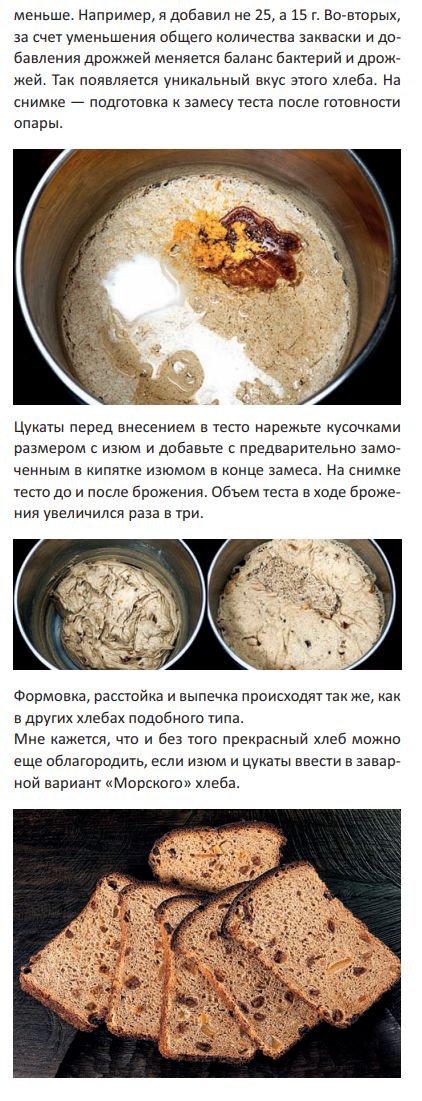 меньше. Например, я добавил не 25, а 15 г. Во-вторых,
за счет уменьшения общего количества закваски и до-
бавления дрожжей меняется баланс бактерий и дрож-
жей. Так появляется уникальный вкус этого хлеба. На
снимке — подготовка к замесу теста после готовности
опары.
Цукаты перед внесением в тесто нарежьте кусочками
размером с изюм и добавьте с предварительно замо-
ченным в кипятке изюмом в конце замеса. На снимке
тесто до и после брожения. Объем теста в ходе броже-
ния увеличился раза в три.
Формовка, расстойка и выпечка происходят так же, как
в других хлебах подобного типа.
Мне кажется, что и без того прекрасный хлеб можно
еще облагородить, если изюм и цукаты ввести в завар-
ной вариант «Морского» хлеба.